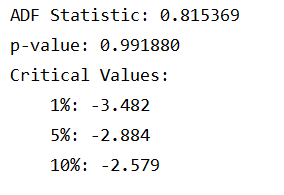 ADF Statistic: 0.815369
p-value: 0.991880
Critical Values:
1%: -3.482
5%: -2.884
10%: -2.579